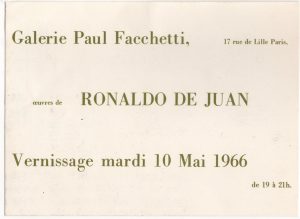 Galerie Paul Facchetti, 17 rue de Lille Paris,
œuvres de RONALDO DE JUAN
Vernissage mardi 10 Mai 1966
de 19 à 21h.